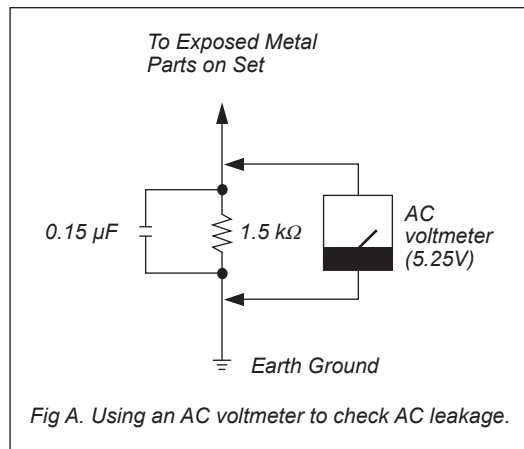 To Exposed Metal
Parts on Set
0.15 µF
1.5 kΩ
AC
voltmeter
(5.25V)
Earth Ground
Fig A. Using an AC voltmeter to check AC leakage.